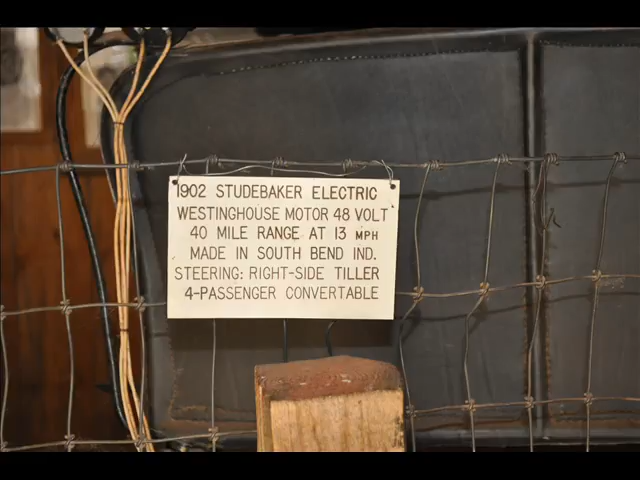 1902 STUDEBAKER ELECTRIC
WESTINGHOUSE MOTOR 48 VOLT
40 MILE RANGE AT 13 MPH
MADE IN SOUTH BEND IND.
STEERING: RIGHT-SIDE TILLER
4-PASSENGER CONVERTABLE